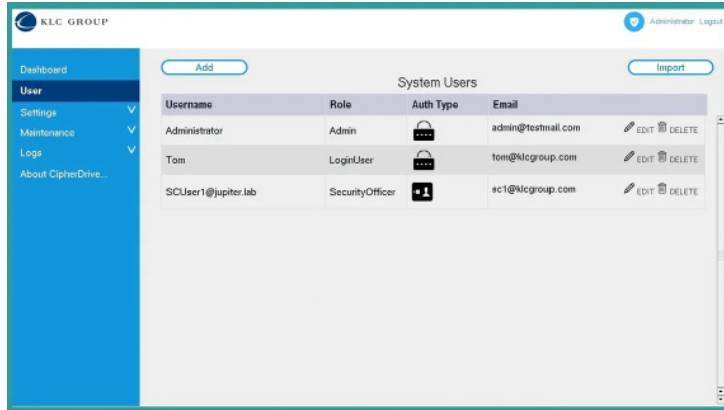 KLC GROUP
Administrator Logout
Dashboard
User
Settings
Maintenance
Logs
About CipherDrive...
Add
Import
System Users
Username Role Auth Type Email
Administrator Admin admin@testmail.com EDIT DELETE
Tom LoginUser tom@klcgroup.com EDIT DELETE
SCUser1@jupiter.lab SecurityOfficer sc1@klcgroup.com EDIT DELETE